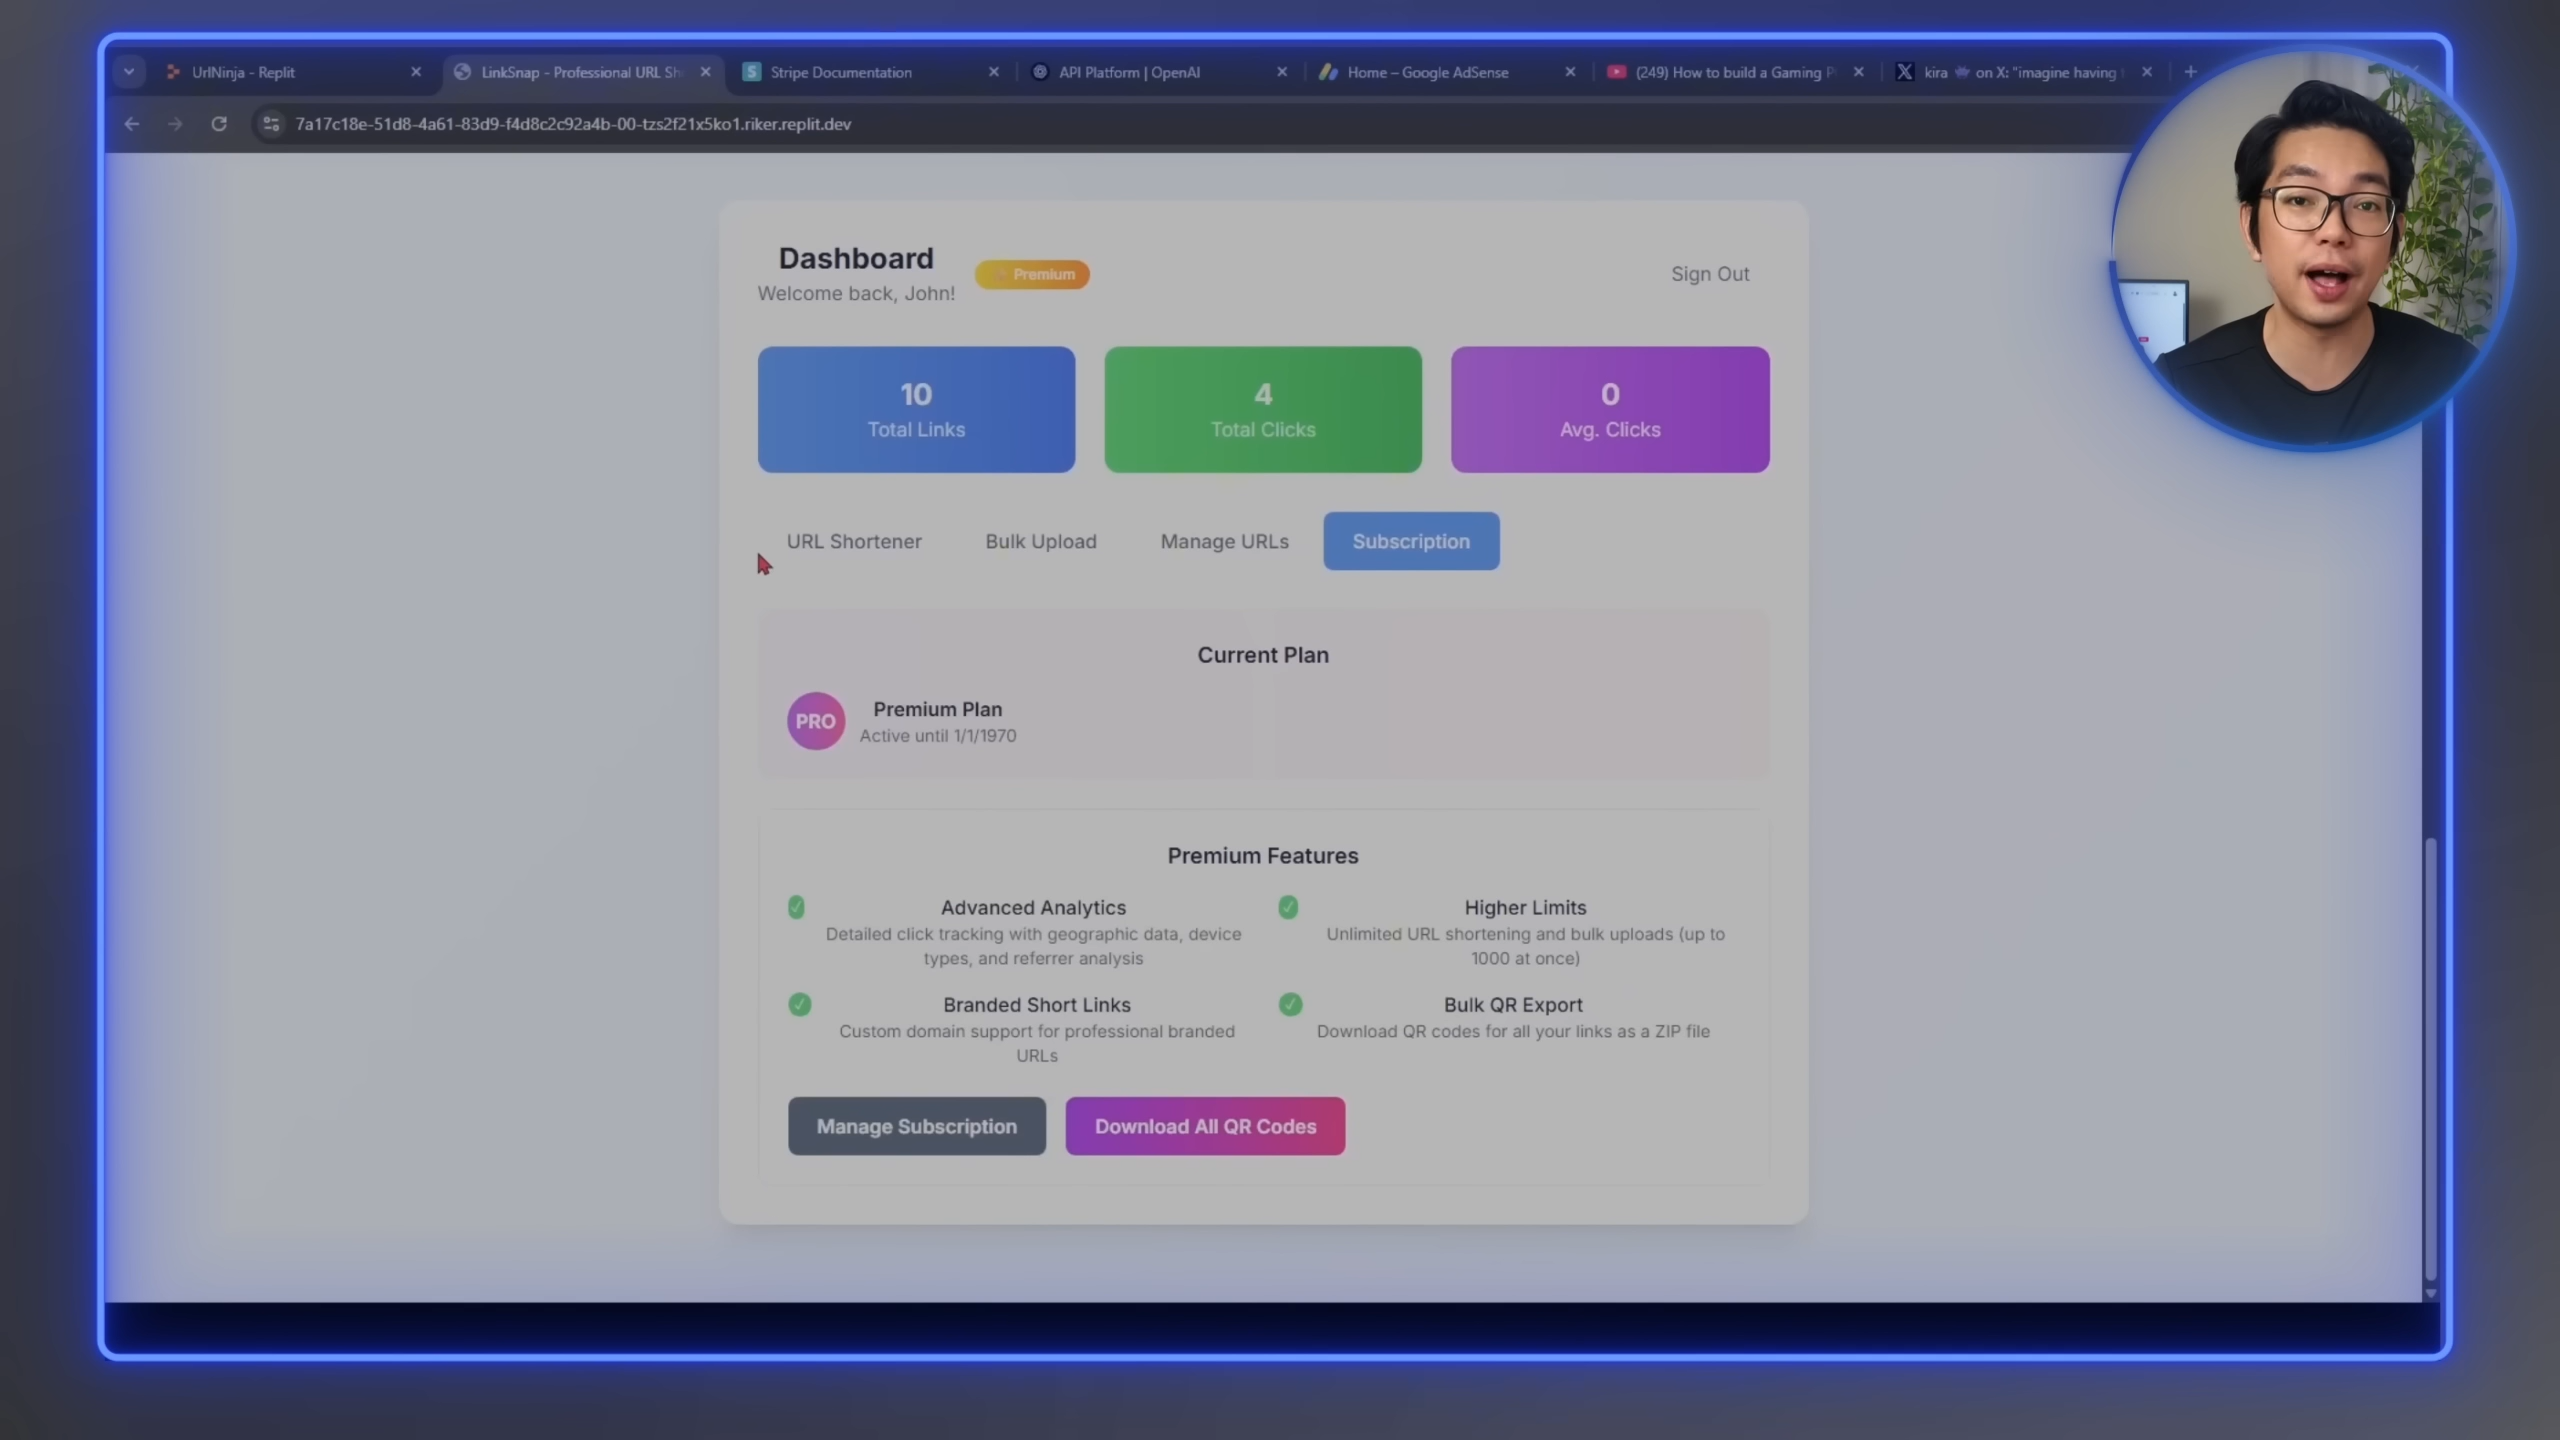 UrlNinja - Replit
LinkSnap - Professional URL Sh
Stripe Documentation
API Platform | OpenAI
Home – Google AdSense
(249) How to build a Gaming P
kira on X: "imagine having t
7a17c18e-51d8-4a61-83d9-f4d8c2c92a4b-00-tzs2f21x5ko1.riker.replit.dev
Dashboard
Premium
Welcome back, John!
Sign Out
10
Total Links
4
Total Clicks
0
Avg. Clicks
URL Shortener
Bulk Upload
Manage URLs
Subscription
Current Plan
PRO
Premium Plan
Active until 1/1/1970
Premium Features
Advanced Analytics
Detailed click tracking with geographic data, device
types, and referrer analysis
Higher Limits
Unlimited URL shortening and bulk uploads (up to
1000 at once)
Branded Short Links
Custom domain support for professional branded
URLs
Bulk QR Export
Download QR codes for all your links as a ZIP file
Manage Subscription
Download All QR Codes